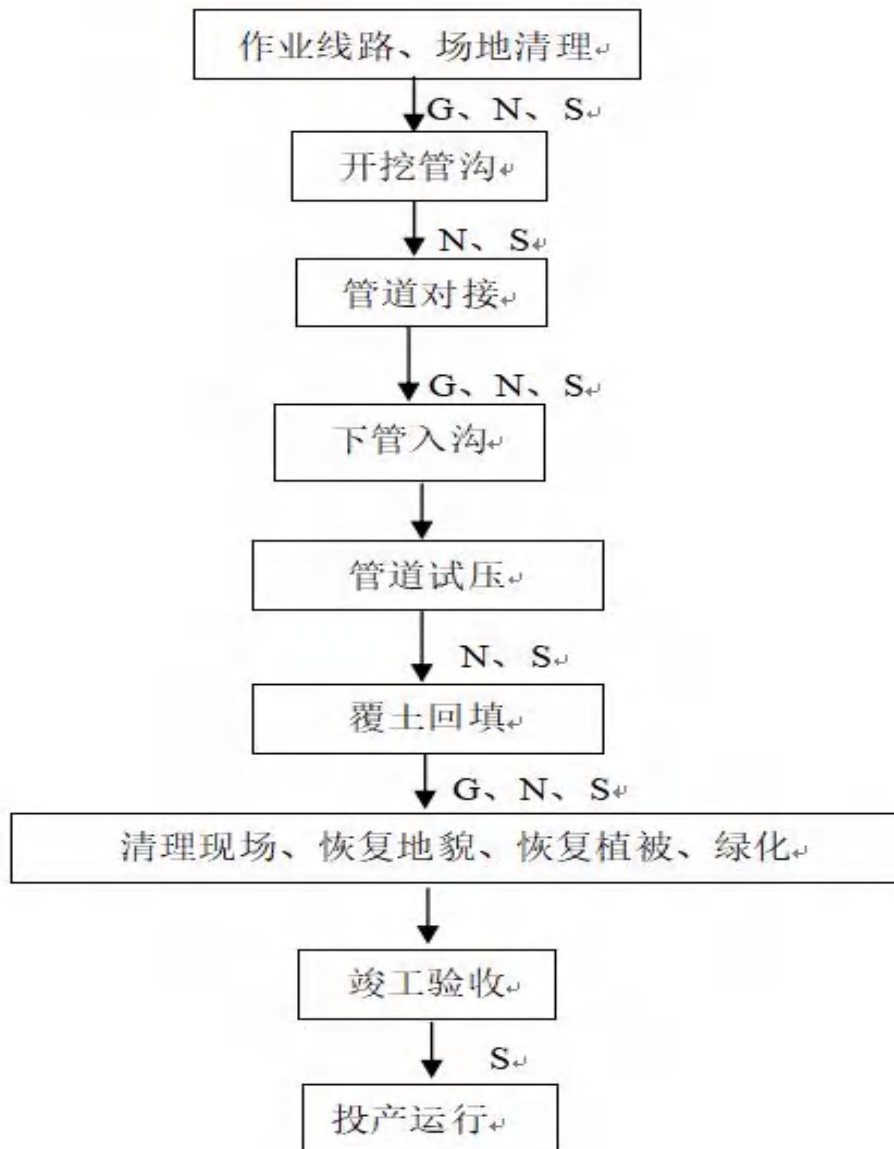 作业线路、场地清理
G、N、S
开挖管沟
N、S
管道对接
G、N、S
下管入沟
管道试压
N、S
覆土回填
G、N、S
清理现场、恢复地貌、恢复植被、绿化
竣工验收
S
投产运行